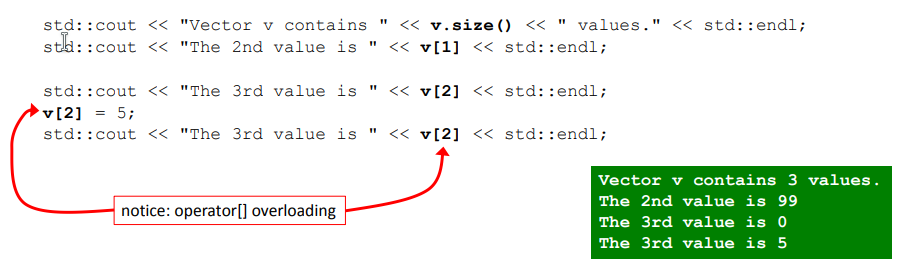 std::cout << "Vector v contains " << v.size() << " values." << std::endl;
std::cout << "The 2nd value is " << v[1] << std::endl;
std::cout << "The 3rd value is " << v[2] << std::endl;
v[2] = 5;
std::cout << "The 3rd value is " << v[2] << std::endl;
notice: operator[] overloading
Vector v contains 3 values.
The 2nd value is 99
The 3rd value is 0
The 3rd value is 5